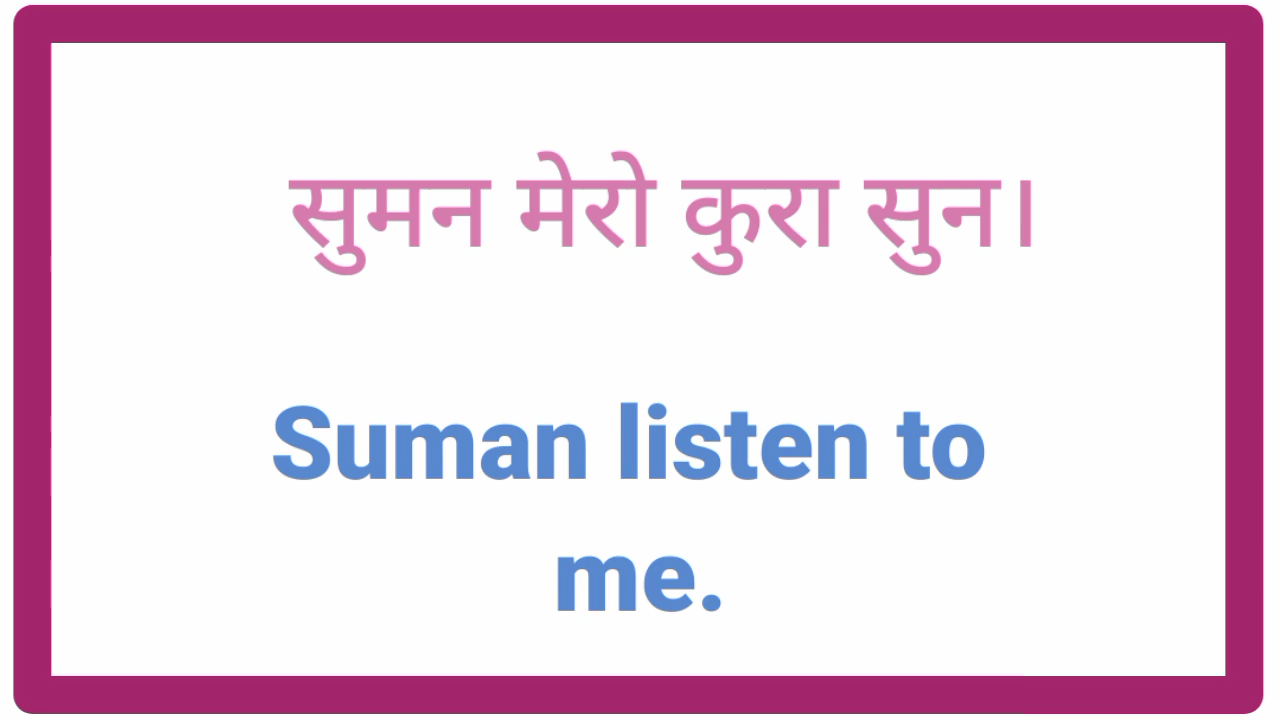 सुमन मेरो कुरा सुन।
Suman listen to
me.